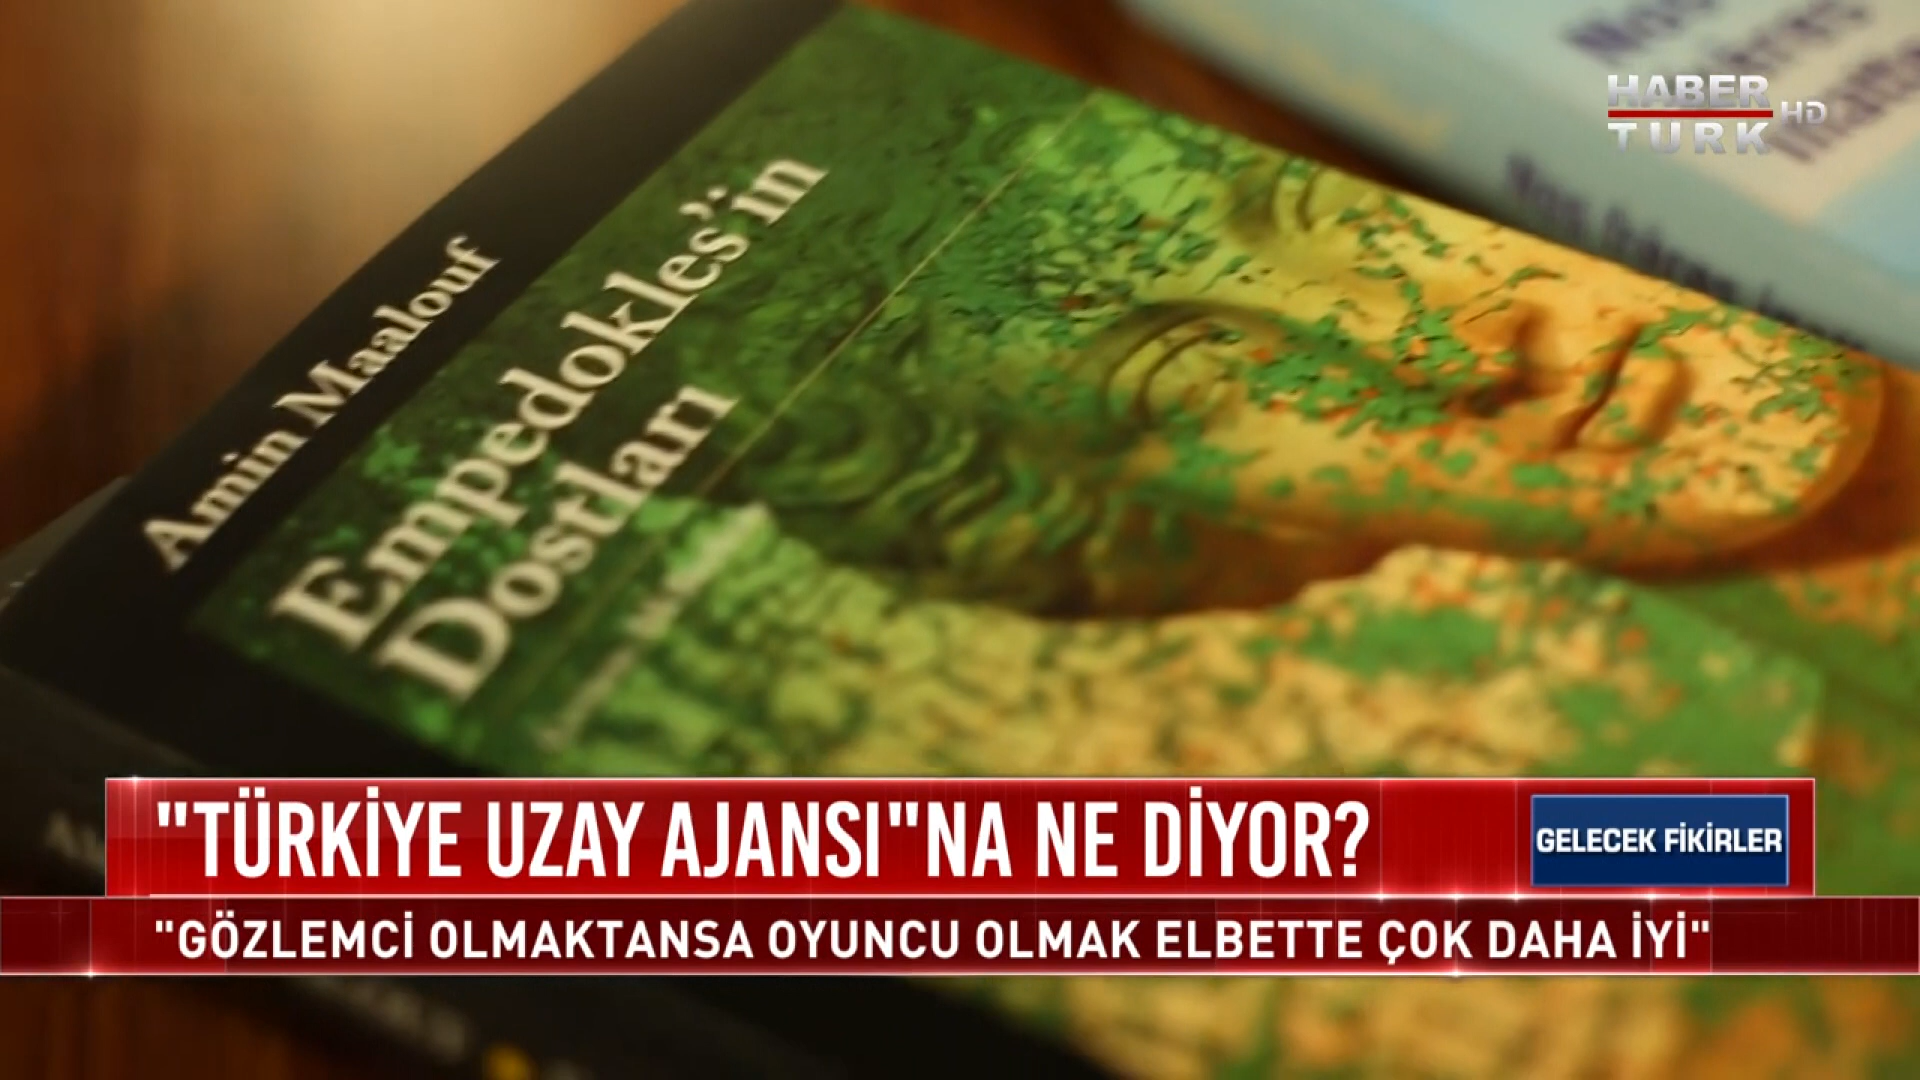 HABER
TURK HD
Amin Maalouf
Empedokles'in
Dostları
"TÜRKİYE UZAY AJANSI"NA NE DİYOR?
GELECEK FİKİRLER
"GÖZLEMCİ OLMAKTANSA OYUNCU OLMAK ELBETTE ÇOK DAHA İYİ"